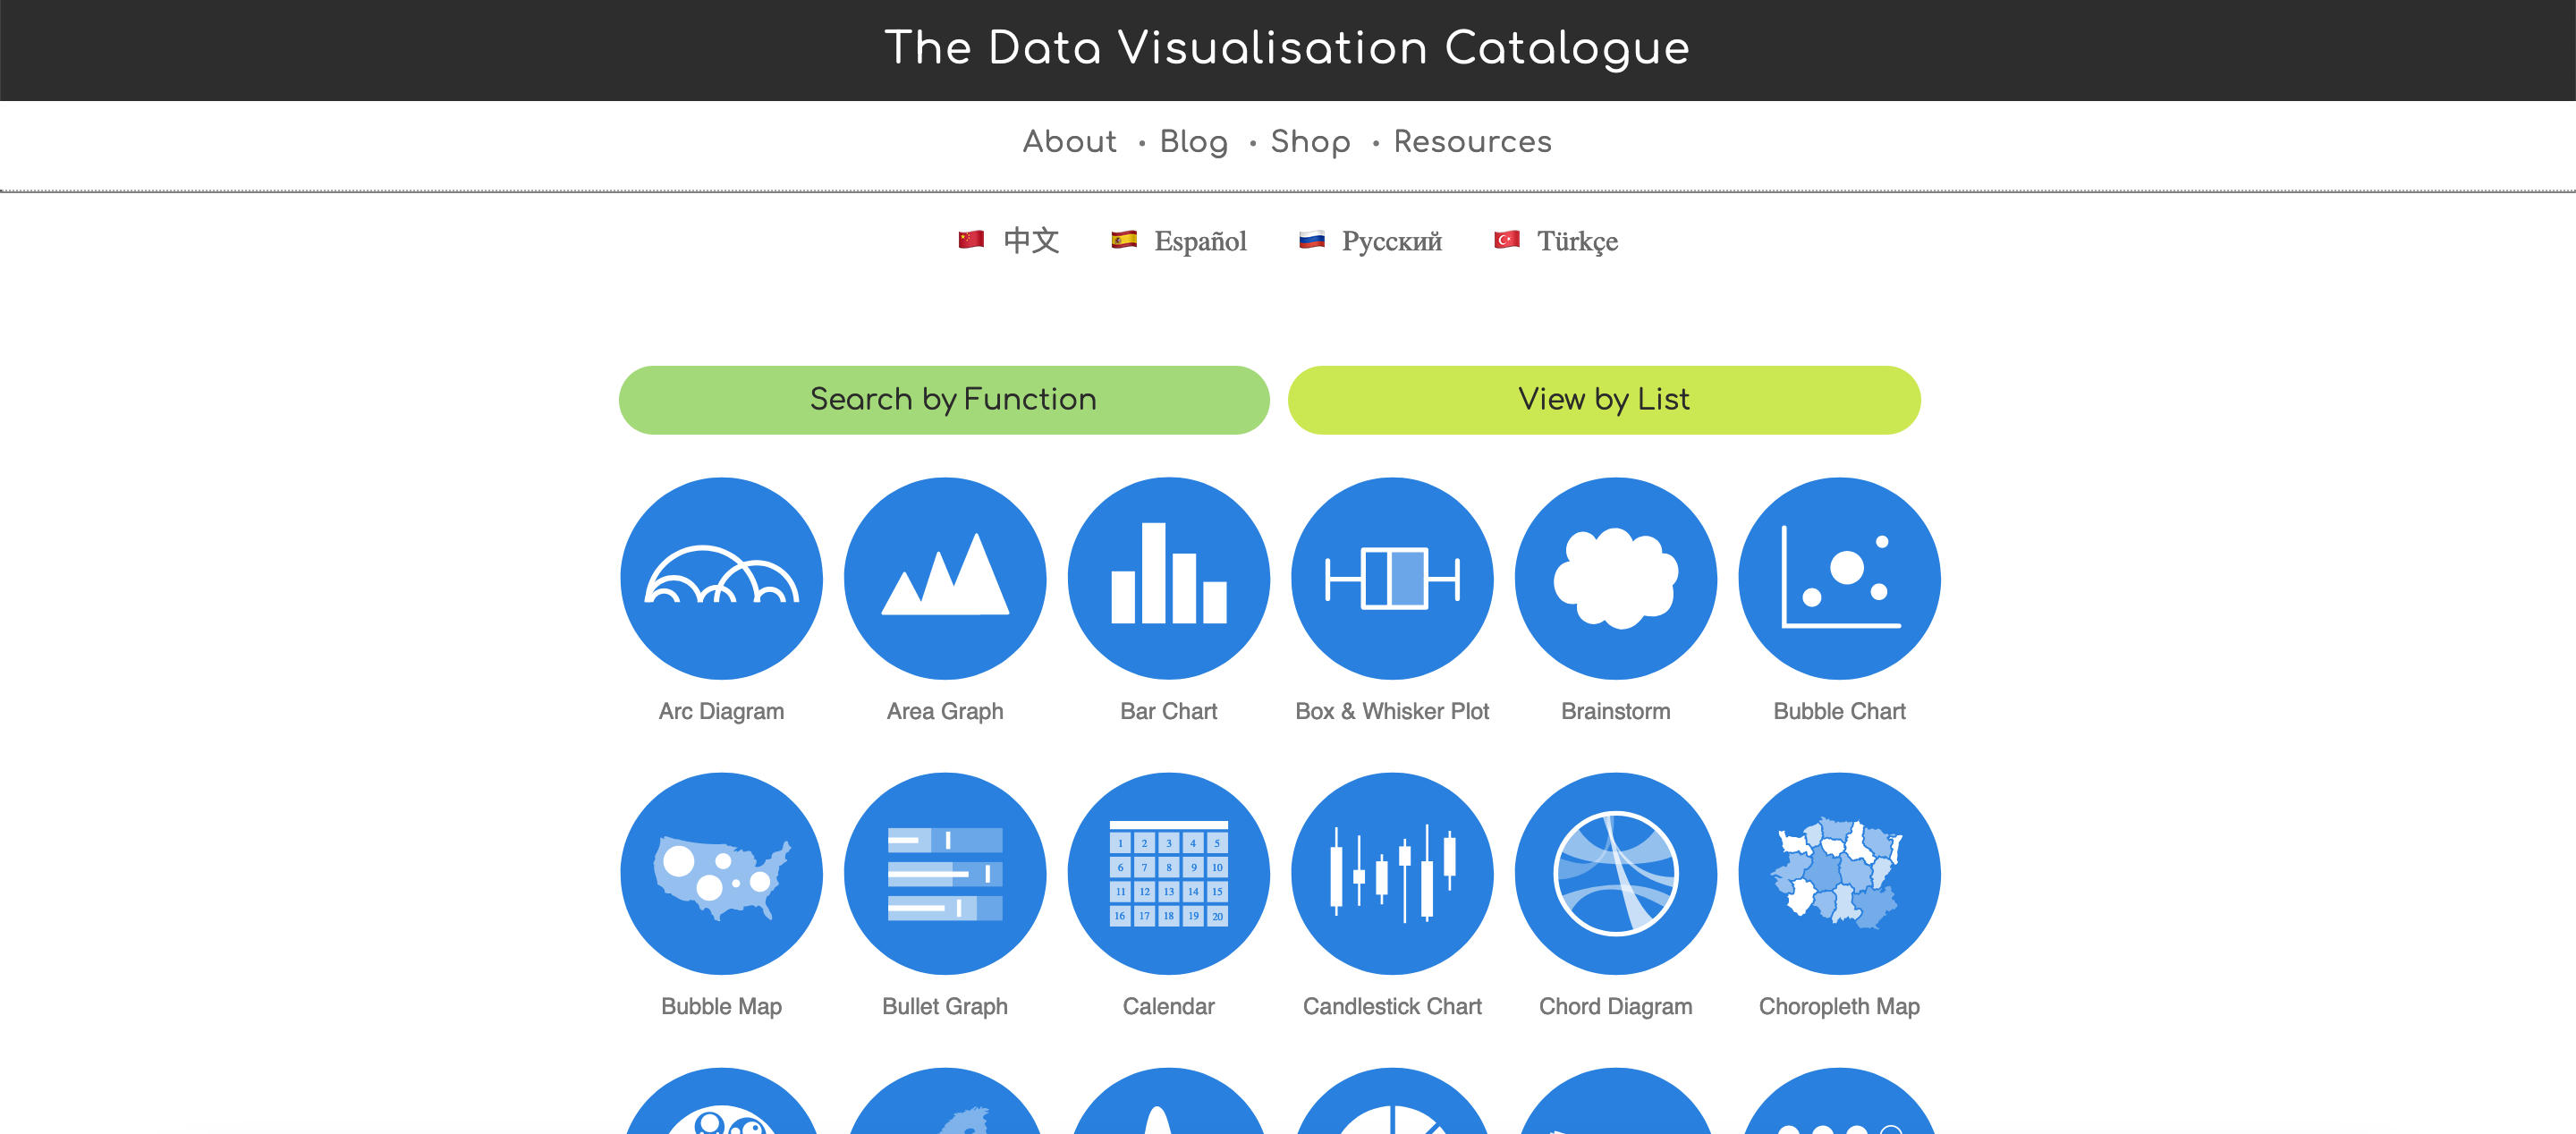 The Data Visualisation Catalogue
About • Blog • Shop • Resources
中文 Español Русский Türkçe
Search by Function View by List
Arc Diagram Area Graph Bar Chart Box & Whisker Plot Brainstorm Bubble Chart
1 2 3 4 5
6 7 8 9 10
11 12 13 14 15
16 17 18 19 20
Bubble Map Bullet Graph Calendar Candlestick Chart Chord Diagram Choropleth Map